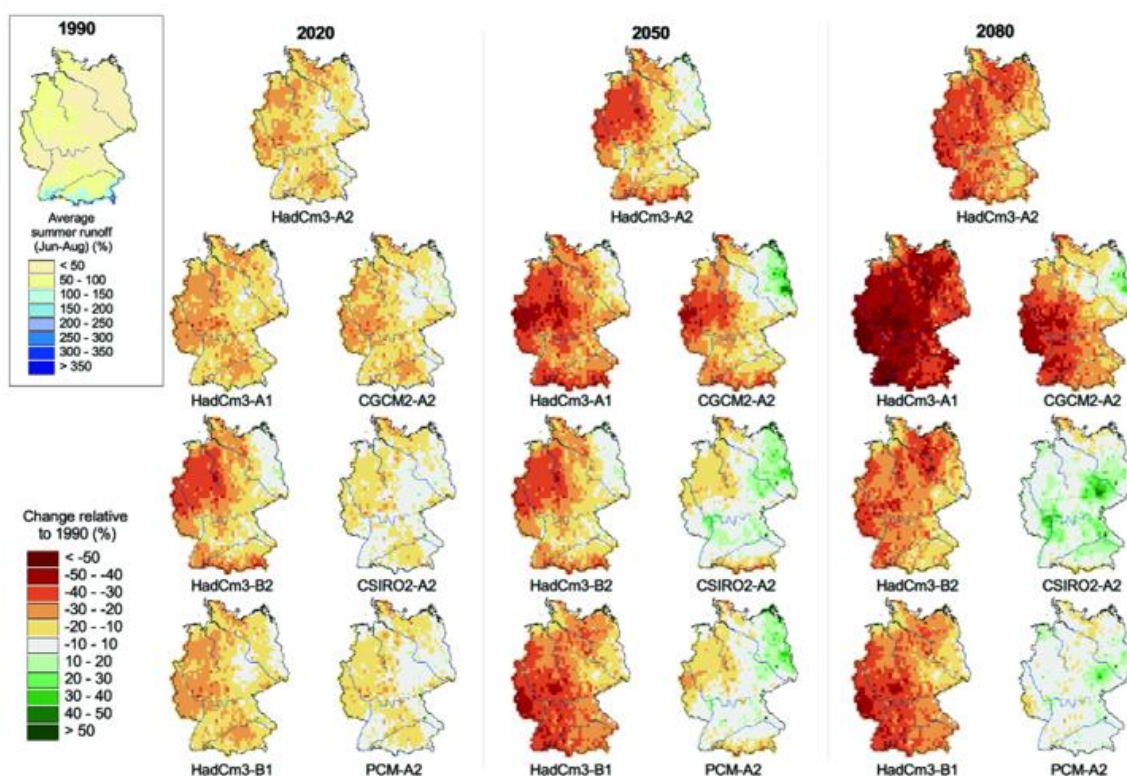 1990
2020
2050
2080
Average
summer runoff
(Jun-Aug) (%)
< 50
50 - 100
100 - 150
150 - 200
200 - 250
250 - 300
300 - 350
> 350
HadCm3-A2
HadCm3-A2
HadCm3-A2
HadCm3-A1
CGCM2-A2
HadCm3-A1
CGCM2-A2
HadCm3-A1
CGCM2-A2
Change relative
to 1990 (%)
< -50
-50 - -40
-40 - -30
-30 - -20
-20 - -10
-10 - 10
10 - 20
20 - 30
30 - 40
40 - 50
> 50
HadCm3-B2
CSIRO2-A2
HadCm3-B2
CSIRO2-A2
HadCm3-B2
CSIRO2-A2
HadCm3-B1
PCM-A2
HadCm3-B1
PCM-A2
HadCm3-B1
PCM-A2